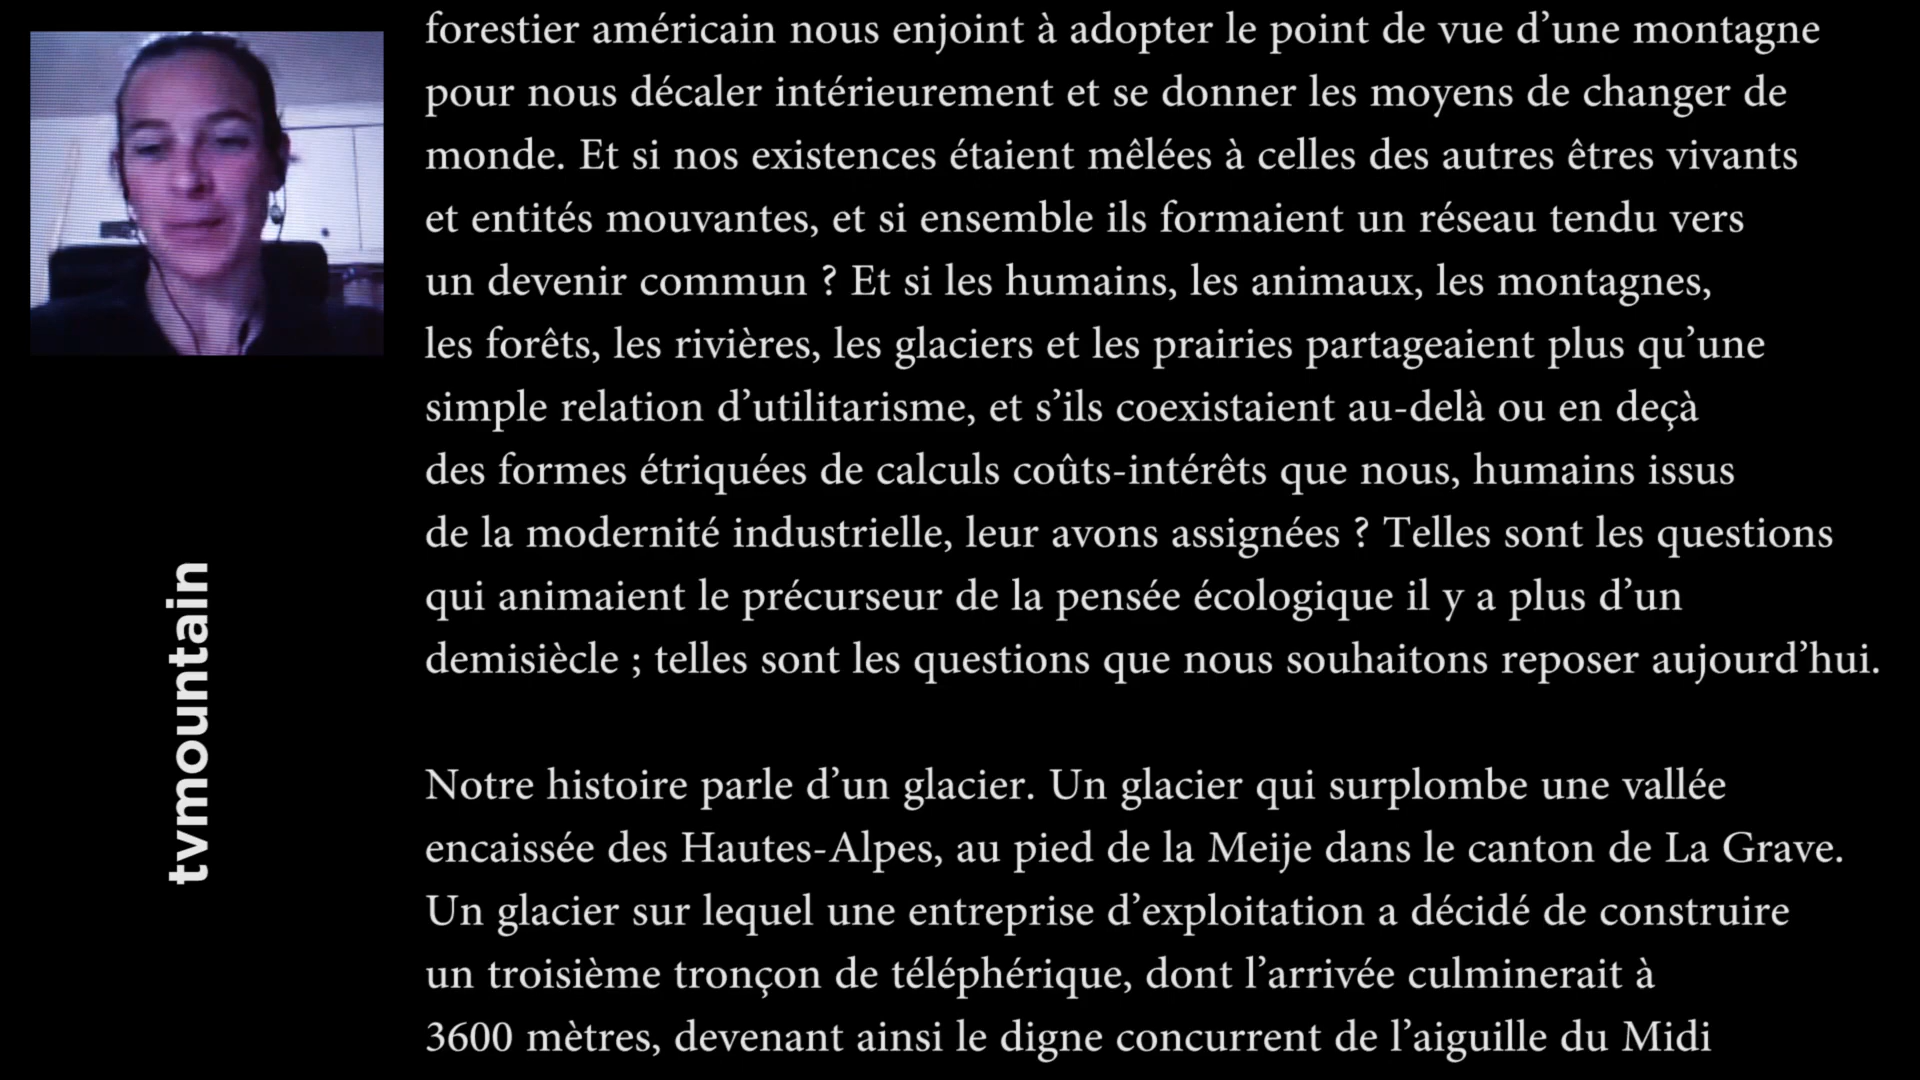 forestier américain nous enjoint à adopter le point de vue d’une montagne
pour nous décaler intérieurement et se donner les moyens de changer de
monde. Et si nos existences étaient mêlées à celles des autres êtres vivants
et entités mouvantes, et si ensemble ils formaient un réseau tendu vers
un devenir commun ? Et si les humains, les animaux, les montagnes,
les forêts, les rivières, les glaciers et les prairies partageaient plus qu’une
simple relation d’utilitarisme, et s’ils coexistaient au-delà ou en deçà
des formes étriquées de calculs coûts-intérêts que nous, humains issus
de la modernité industrielle, leur avons assignées ? Telles sont les questions
qui animaient le précurseur de la pensée écologique il y a plus d’un
demisiècle ; telles sont les questions que nous souhaitons reposer aujourd’hui.
Notre histoire parle d’un glacier. Un glacier qui surplombe une vallée
encaissée des Hautes-Alpes, au pied de la Meije dans le canton de La Grave.
Un glacier sur lequel une entreprise d’exploitation a décidé de construire
un troisième tronçon de téléphérique, dont l’arrivée culminerait à
3600 mètres, devenant ainsi le digne concurrent de l’aiguille du Midi
tvmountain